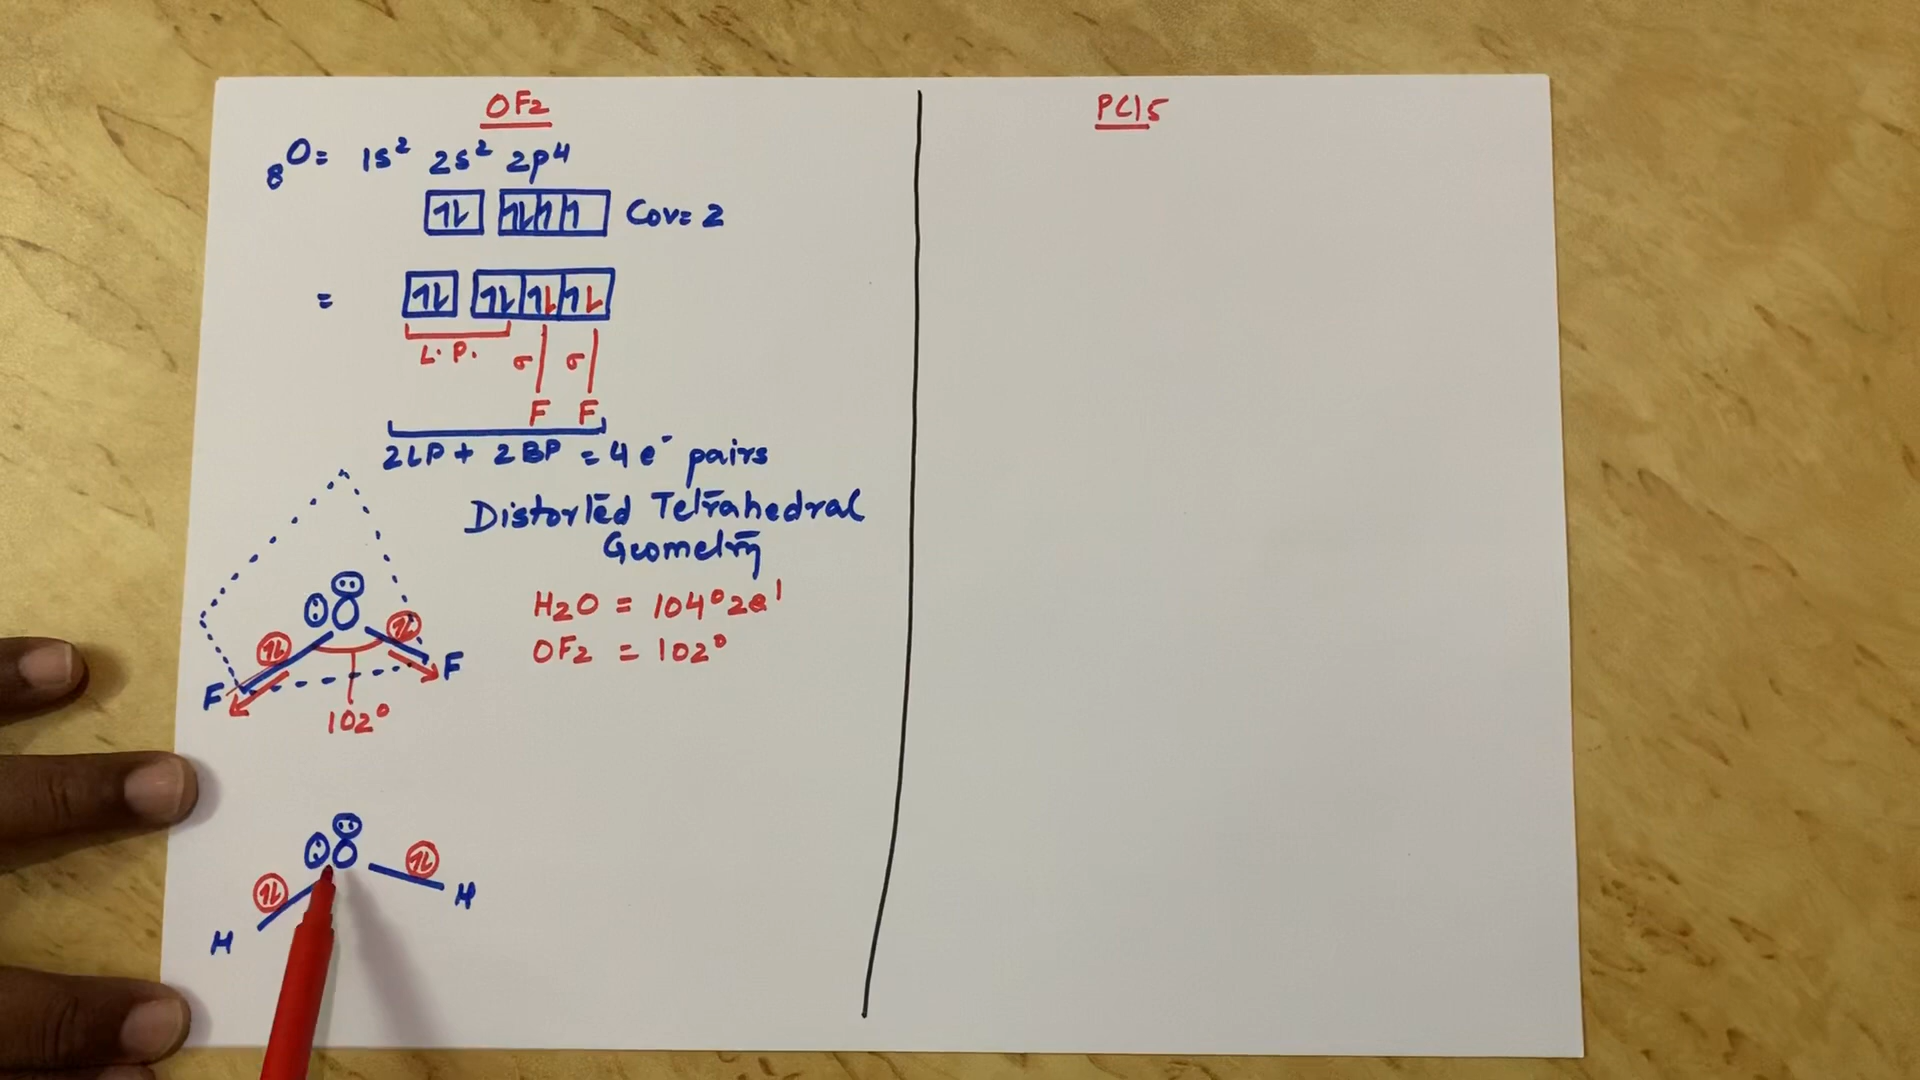 OF2
8O= 1s² 2s² 2p⁴
⥮ ⥮ ↿ ↿ Cov= 2
= ⥮ ⥮ ⥮ ⥮
L.P. σ σ
F F
2LP + 2BP = 4 e⁻ pairs
Distorted Tetrahedral
Geometry
H2O = 104°28'
OF2 = 102°
O
⥮ ⥮
F F
102°
O
⥮ ⥮
H H
PCl5